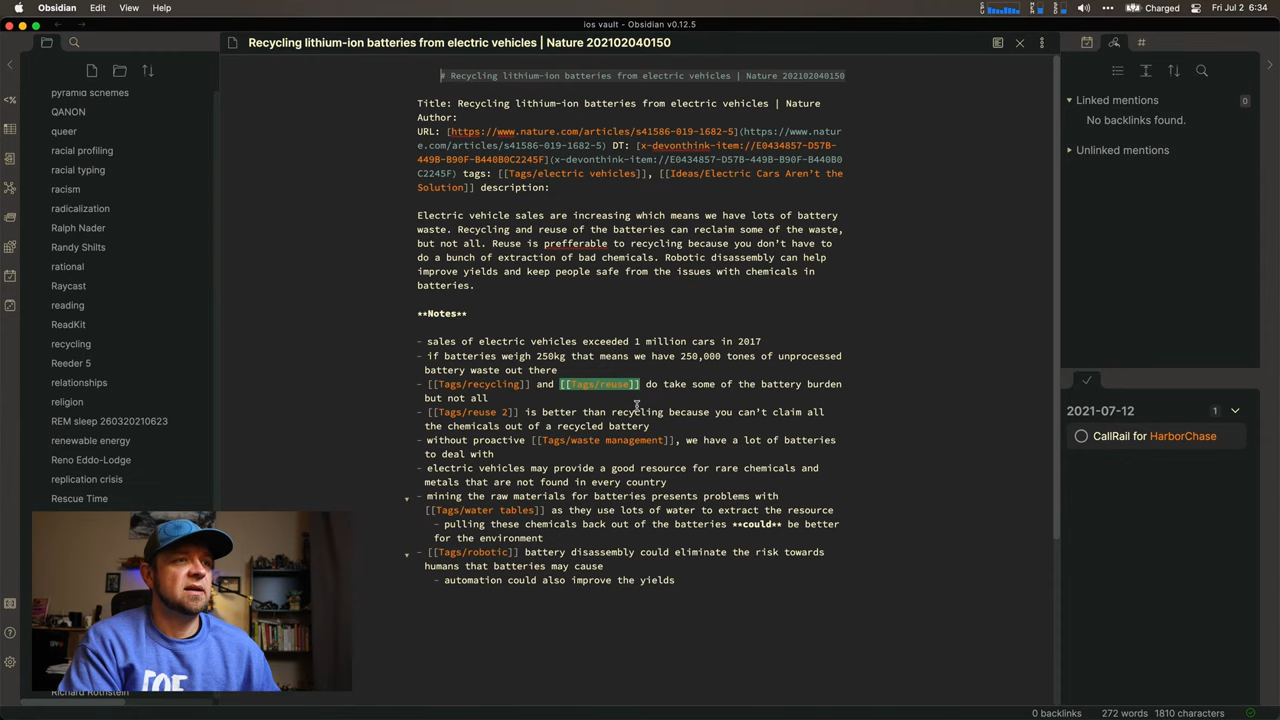 Obsidian Edit View Help
Charged Fri Jul 2 6:34
ios vault - Obsidian v0.12.5
Recycling lithium-ion batteries from electric vehicles | Nature 202102040150
pyramid schemes
QANON
queer
racial profiling
racial typing
racism
radicalization
Ralph Nader
Randy Shilts
rational
Raycast
reading
ReadKit
recycling
Reeder 5
relationships
religion
REM sleep 260320210623
renewable energy
Reno Eddo-Lodge
replication crisis
Rescue Time
Richard Rothstein
# Recycling lithium-ion batteries from electric vehicles | Nature 202102040150
Title: Recycling lithium-ion batteries from electric vehicles | Nature
Author:
URL: [https://www.nature.com/articles/s41586-019-1682-5](https://www.natur
e.com/articles/s41586-019-1682-5) DT: [x-devonthink-item://E0434857-D57B-
449B-B90F-B440B0C2245F](x-devonthink-item://E0434857-D57B-449B-B90F-B440B0
C2245F) tags: [[Tags/electric vehicles]], [[Ideas/Electric Cars Aren’t the
Solution]] description:
Electric vehicle sales are increasing which means we have lots of battery
waste. Recycling and reuse of the batteries can reclaim some of the waste,
but not all. Reuse is prefferable to recycling because you don’t have to
do a bunch of extraction of bad chemicals. Robotic disassembly can help
improve yields and keep people safe from the issues with chemicals in
batteries.
**Notes**
- sales of electric vehicles exceeded 1 million cars in 2017
- if batteries weigh 250kg that means we have 250,000 tones of unprocessed
battery waste out there
- [[Tags/recycling]] and [[Tags/reuse]] do take some of the battery burden
but not all
- [[Tags/reuse 2]] is better than recycling because you can’t claim all
the chemicals out of a recycled battery
- without proactive [[Tags/waste management]], we have a lot of batteries
to deal with
- electric vehicles may provide a good resource for rare chemicals and
metals that are not found in every country
- mining the raw materials for batteries presents problems with
[[Tags/water tables]] as they use lots of water to extract the resource
- pulling these chemicals back out of the batteries **could** be better
for the environment
- [[Tags/robotic]] battery disassembly could eliminate the risk towards
humans that batteries may cause
- automation could also improve the yields
Linked mentions 0
No backlinks found.
Unlinked mentions
2021-07-12 1
CallRail for HarborChase
0 backlinks 272 words 1810 characters